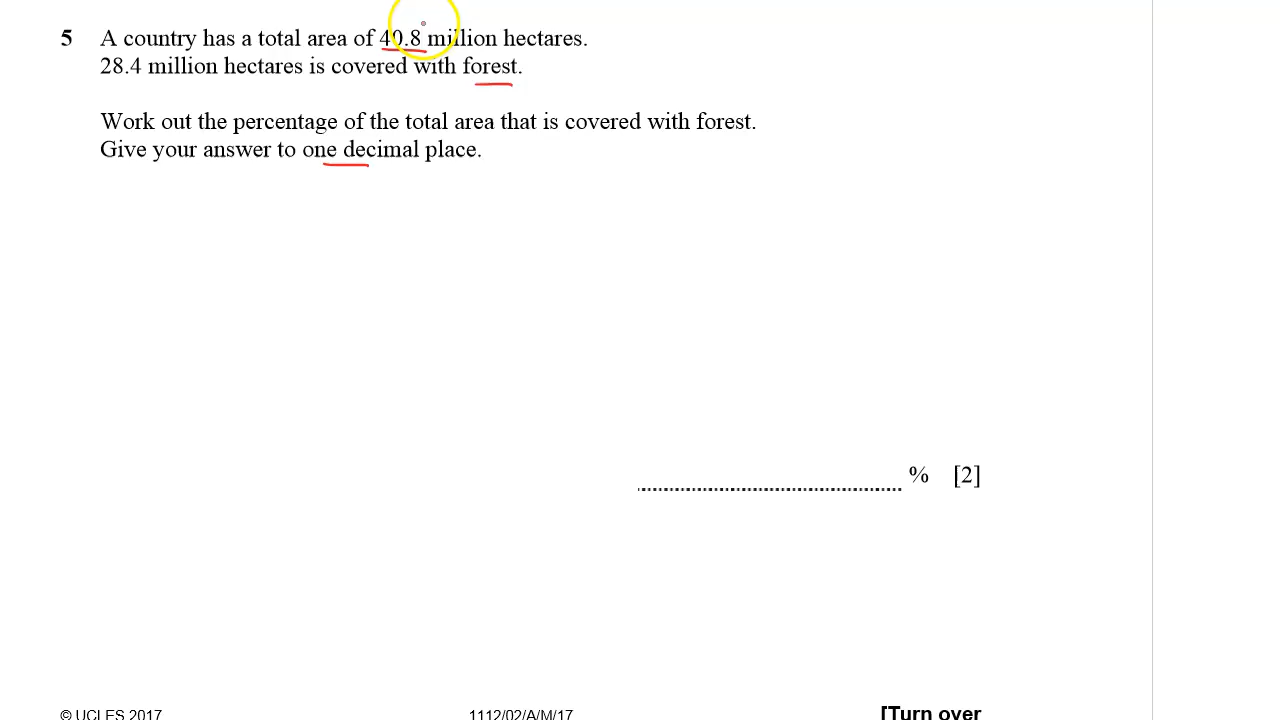 5 A country has a total area of 40.8 million hectares.
28.4 million hectares is covered with forest.
Work out the percentage of the total area that is covered with forest.
Give your answer to one decimal place.
% [2]
© UCLES 2017 1112/02/A/M/17 [Turn over